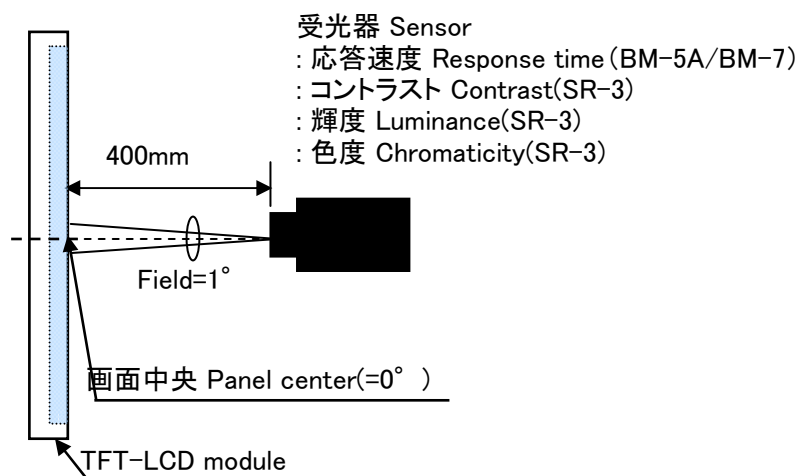 受光器 Sensor
: 応答速度 Response time (BM-5A/BM-7)
: コントラスト Contrast(SR-3)
: 輝度 Luminance(SR-3)
: 色度 Chromaticity(SR-3)
400mm
Field=1°
画面中央 Panel center(=0° )
TFT-LCD module